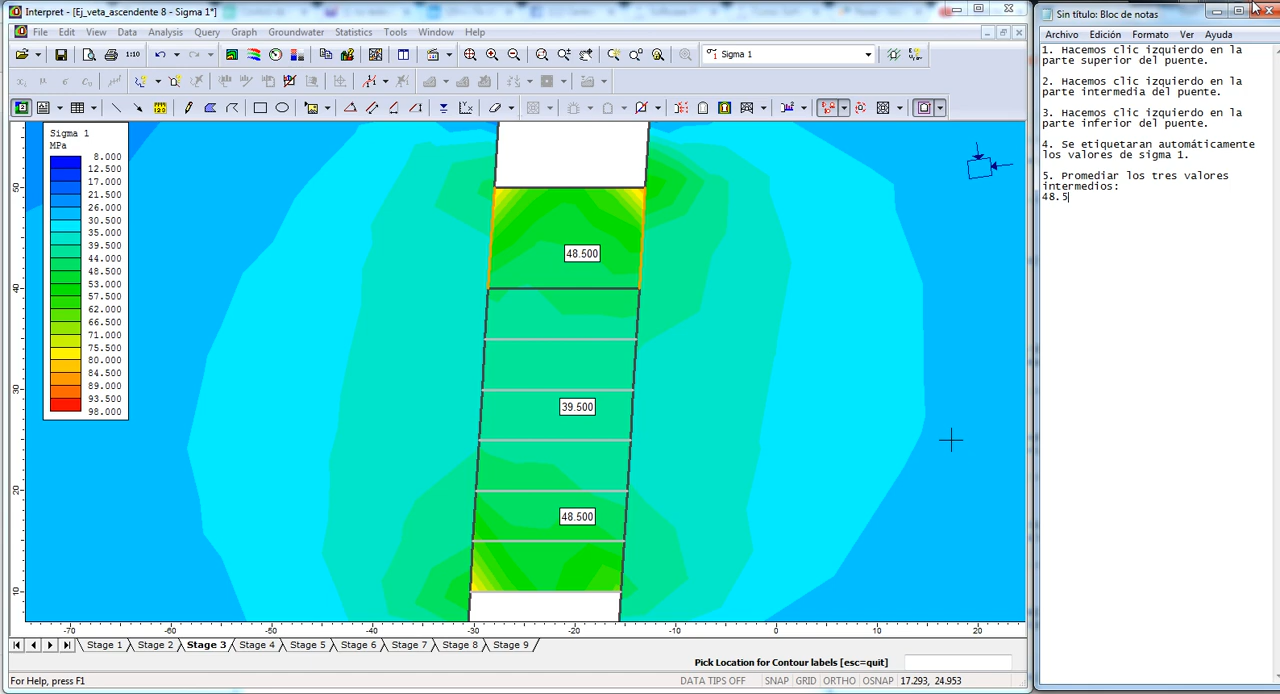 Interpret - [Ej_veta_ascendente 8 - Sigma 1*]
File Edit View Data Analysis Query Graph Groundwater Statistics Tools Window Help
1:10
Sigma 1
Sigma 1
MPa
8.000
12.500
17.000
21.500
26.000
30.500
35.000
39.500
44.000
48.500
53.000
57.500
62.000
66.500
71.000
75.500
80.000
84.500
89.000
93.500
98.000
50
40
30
20
10
48.500
39.500
48.500
-70 -60 -50 -40 -30 -20 -10 0 10 20
Stage 1 Stage 2 Stage 3 Stage 4 Stage 5 Stage 6 Stage 7 Stage 8 Stage 9
Pick Location for Contour labels [esc=quit]
For Help, press F1
DATA TIPS OFF SNAP GRID ORTHO OSNAP 17.293, 24.953
Sin título: Bloc de notas
Archivo Edición Formato Ver Ayuda
1. Hacemos clic izquierdo en la
parte superior del puente.
2. Hacemos clic izquierdo en la
parte intermedia del puente.
3. Hacemos clic izquierdo en la
parte inferior del puente.
4. Se etiquetaran automáticamente
los valores de sigma 1.
5. Promediar los tres valores
intermedios:
48.5